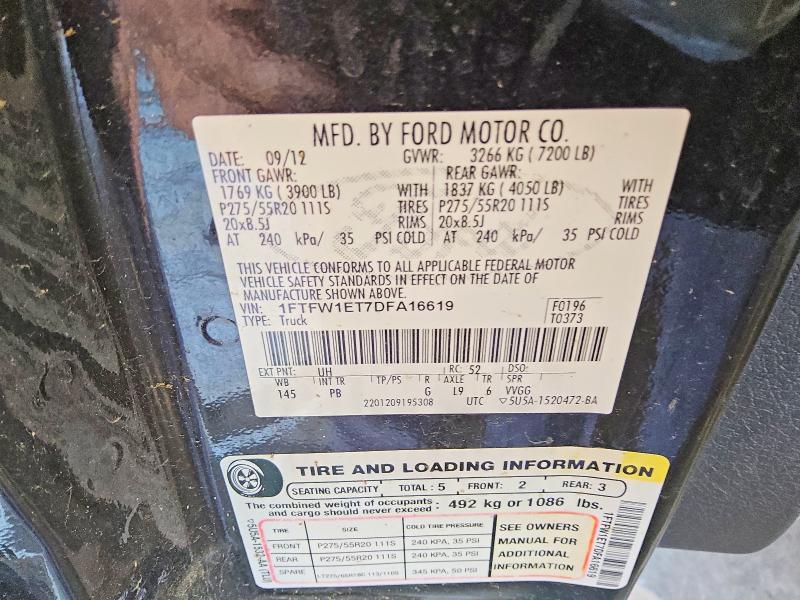 MFD. BY FORD MOTOR CO.
DATE: 09/12 GVWR: 3266 KG ( 7200 LB)
FRONT GAWR: REAR GAWR:
1769 KG ( 3900 LB) WITH 1837 KG ( 4050 LB) WITH
P275/55R20 111S TIRES P275/55R20 111S TIRES
20x8.5J RIMS 20x8.5J RIMS
AT 240 kPa/ 35 PSI COLD AT 240 kPa/ 35 PSI COLD
THIS VEHICLE CONFORMS TO ALL APPLICABLE FEDERAL MOTOR
VEHICLE SAFETY STANDARDS IN EFFECT ON THE DATE OF
MANUFACTURE SHOWN ABOVE.
VIN: 1FTFW1ET7DFA16619 F0196
TYPE: Truck T0373
EXT PNT: UH RC: 52 DSO:
WB INT TR TP/PS R AXLE TR SPR
145 PB G L9 6 VVGG
2201209195308 UTC 5U5A-1520472-BA
TIRE AND LOADING INFORMATION
SEATING CAPACITY TOTAL : 5 FRONT: 2 REAR: 3
The combined weight of occupants
and cargo should never exceed : 492 kg or 1086 lbs.
TIRE SIZE COLD TIRE PRESSURE
FRONT P275/55R20 111S 240 KPA, 35 PSI
REAR P275/55R20 111S 240 KPA, 35 PSI
SPARE 345 KPA, 50 PSI
SEE OWNERS
MANUAL FOR
ADDITIONAL
INFORMATION
1FTFW1ET7DFA16619